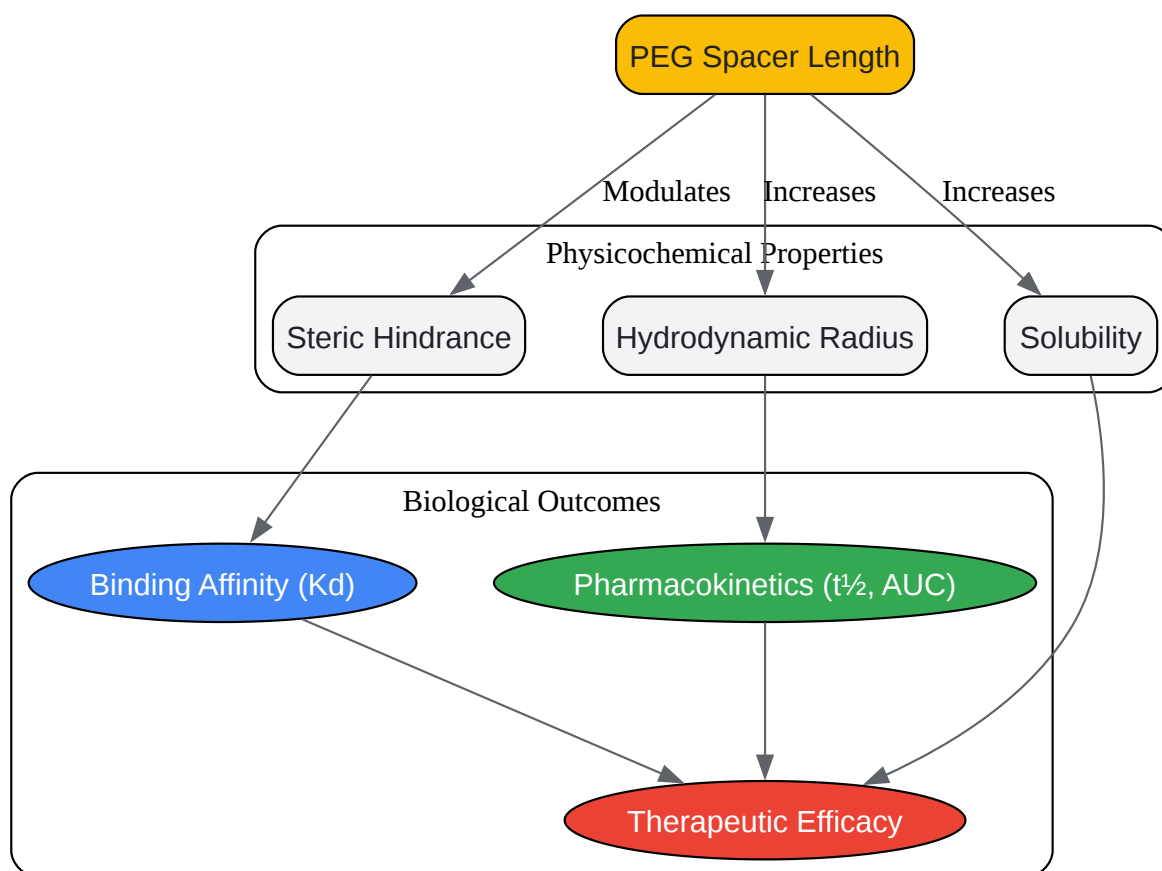 PEG Spacer Length
Modulates
Increases
Increases
Physicochemical Properties
Steric Hindrance
Hydrodynamic Radius
Solubility
Biological Outcomes
Binding Affinity (Kd)
Pharmacokinetics (t½, AUC)
Therapeutic Efficacy